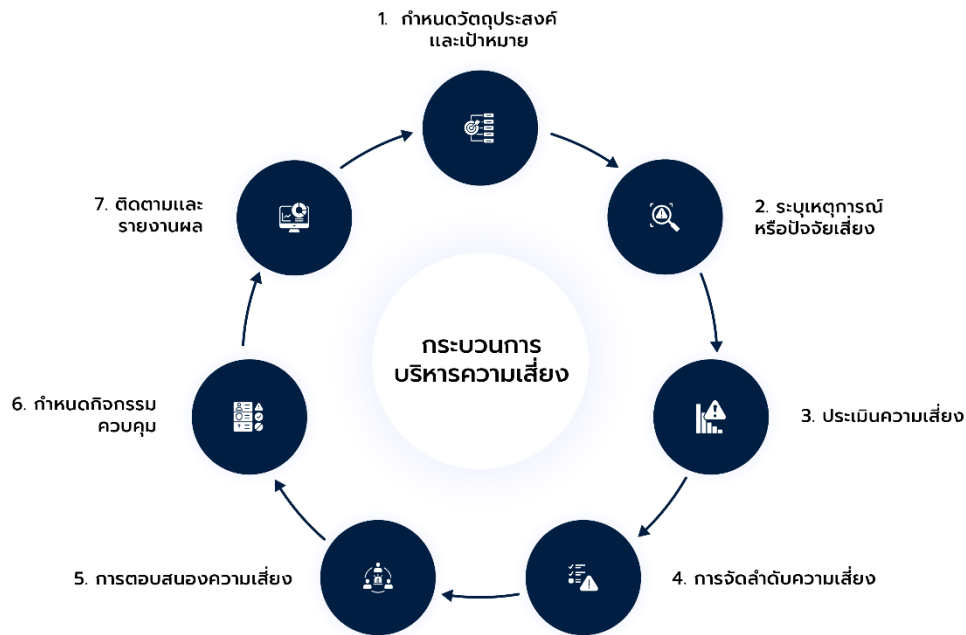 1. กำหนดวัตถุประสงค์
และเป้าหมาย
2. ระบุเหตุการณ์
หรือปัจจัยเสี่ยง
3. ประเมินความเสี่ยง
4. การจัดลำดับความเสี่ยง
5. การตอบสนองความเสี่ยง
6. กำหนดกิจกรรม
ควบคุม
7. ติดตามและ
รายงานผล
กระบวนการ
บริหารความเสี่ยง